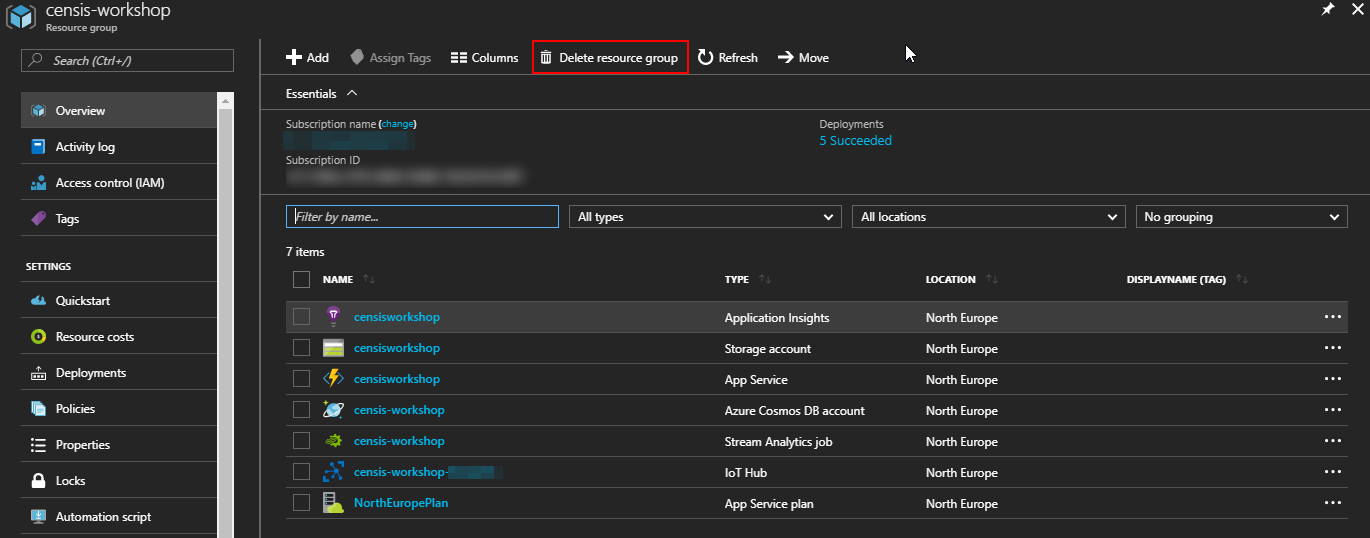 censis-workshop
Resource group
Search (Ctrl+/)
Overview
Activity log
Access control (IAM)
Tags
SETTINGS
Quickstart
Resource costs
Deployments
Policies
Properties
Locks
Automation script
Add Assign Tags Columns Delete resource group Refresh Move
Essentials
Subscription name (change) Deployments
5 Succeeded
Subscription ID
Filter by name... All types All locations No grouping
7 items
NAME TYPE LOCATION DISPLAYNAME (TAG)
censisworkshop Application Insights North Europe
censisworkshop Storage account North Europe
censisworkshop App Service North Europe
censis-workshop Azure Cosmos DB account North Europe
censis-workshop Stream Analytics job North Europe
censis-workshop- IoT Hub North Europe
NorthEuropePlan App Service plan North Europe